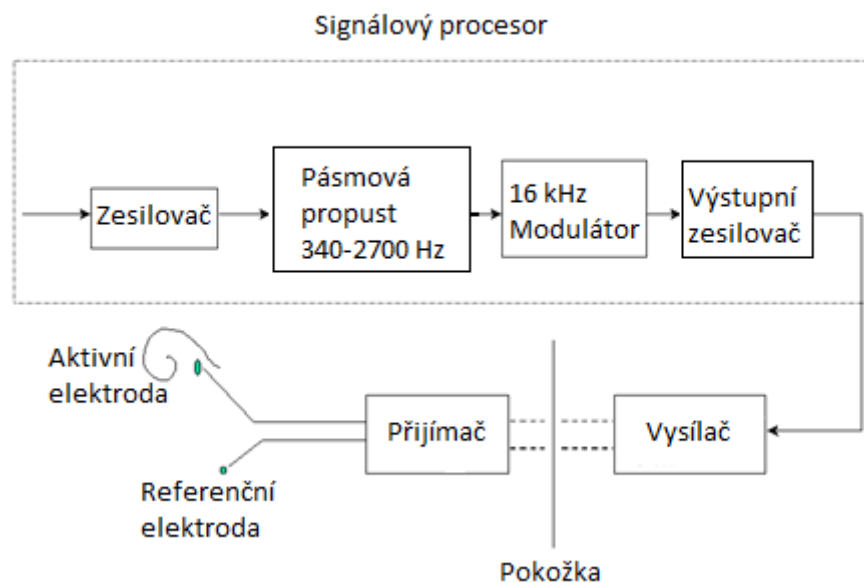 Signálový procesor
Zesilovač
Pásmová
propust
340-2700 Hz
16 kHz
Modulátor
Výstupní
zesilovač
Aktivní
elektroda
Přijímač
Vysílač
Referenční
elektroda
Pokožka